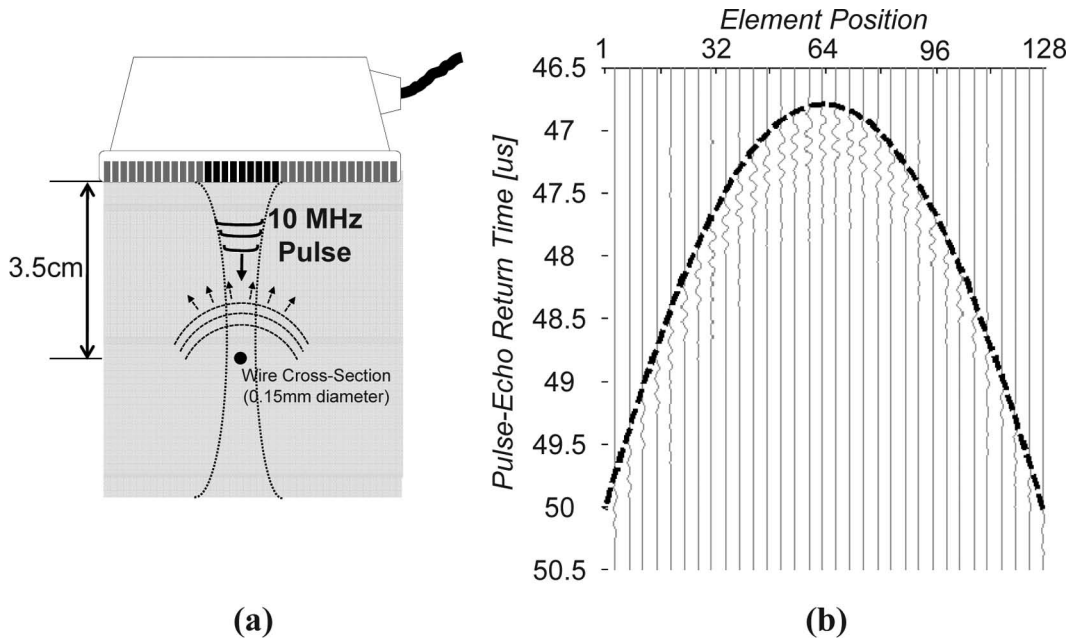 3.5cm
10 MHz
Pulse
Wire Cross-Section
(0.15mm diameter)
(a)
Element Position
1 32 64 96 128
Pulse-Echo Return Time [us]
46.5
47
47.5
48
48.5
49
49.5
50
50.5
(b)